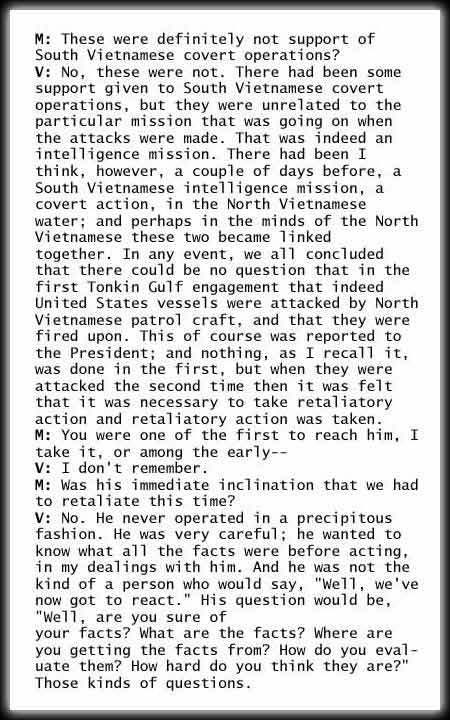 M: These were definitely not support of
South Vietnamese covert operations?
V: No, these were not. There had been some
support given to South Vietnamese covert
operations, but they were unrelated to the
particular mission that was going on when
the attacks were made. That was indeed an
intelligence mission. There had been I
think, however, a couple of days before, a
South Vietnamese intelligence mission, a
covert action, in the North Vietnamese
water; and perhaps in the minds of the North
Vietnamese these two became linked
together. In any event, we all concluded
that there could be no question that in the
first Tonkin Gulf engagement that indeed
United States vessels were attacked by North
Vietnamese patrol craft, and that they were
fired upon. This of course was reported to
the President; and nothing, as I recall it,
was done in the first, but when they were
attacked the second time then it was felt
that it was necessary to take retaliatory
action and retaliatory action was taken.
M: You were one of the first to reach him, I
take it, or among the early--
V: I don't remember.
M: Was his immediate inclination that we had
to retaliate this time?
V: No. He never operated in a precipitous
fashion. He was very careful; he wanted to
know what all the facts were before acting,
in my dealings with him. And he was not the
kind of a person who would say, "Well, we've
now got to react." His question would be,
"Well, are you sure of
your facts? What are the facts? Where are
you getting the facts from? How do you eval-
uate them? How hard do you think they are?"
Those kinds of questions.